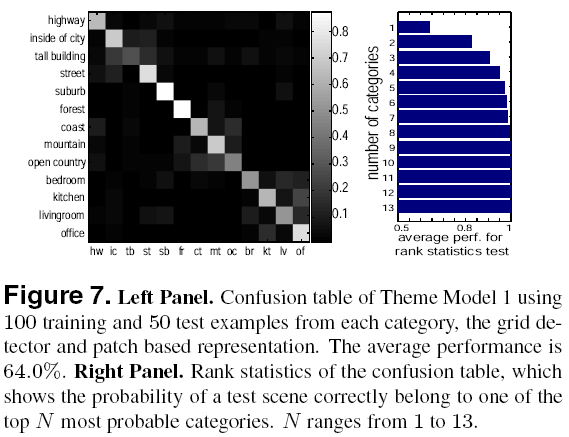 highway
inside of city
tall building
street
suburb
forest
coast
mountain
open country
bedroom
kitchen
livingroom
office
hw ic tb st sb fr ct mt oc br kt lv of
0.8
0.7
0.6
0.5
0.4
0.3
0.2
0.1
number of categories
1
2
3
4
5
6
7
8
9
10
11
12
13
0.5 0.8 1
average perf. for
rank statistics test
Figure 7. Left Panel. Confusion table of Theme Model 1 using
100 training and 50 test examples from each category, the grid de-
tector and patch based representation. The average performance is
64.0%. Right Panel. Rank statistics of the confusion table, which
shows the probability of a test scene correctly belong to one of the
top N most probable categories. N ranges from 1 to 13.